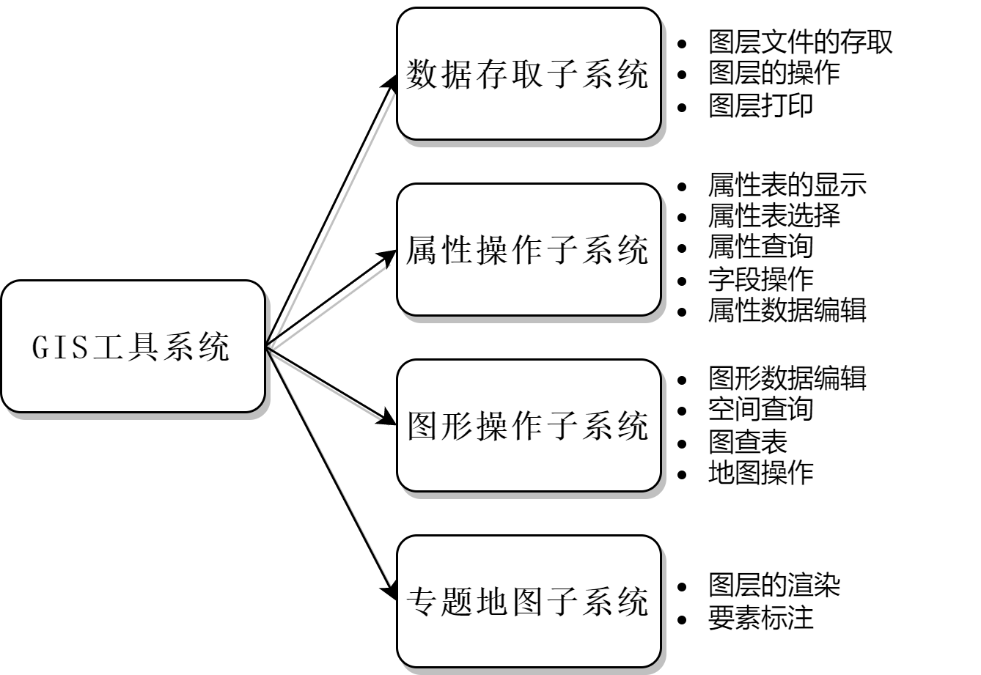 GIS工具系统
数据存取子系统
• 图层文件的存取
• 图层的操作
• 图层打印
属性操作子系统
• 属性表的显示
• 属性表选择
• 属性查询
• 字段操作
• 属性数据编辑
图形操作子系统
• 图形数据编辑
• 空间查询
• 图查表
• 地图操作
专题地图子系统
• 图层的渲染
• 要素标注